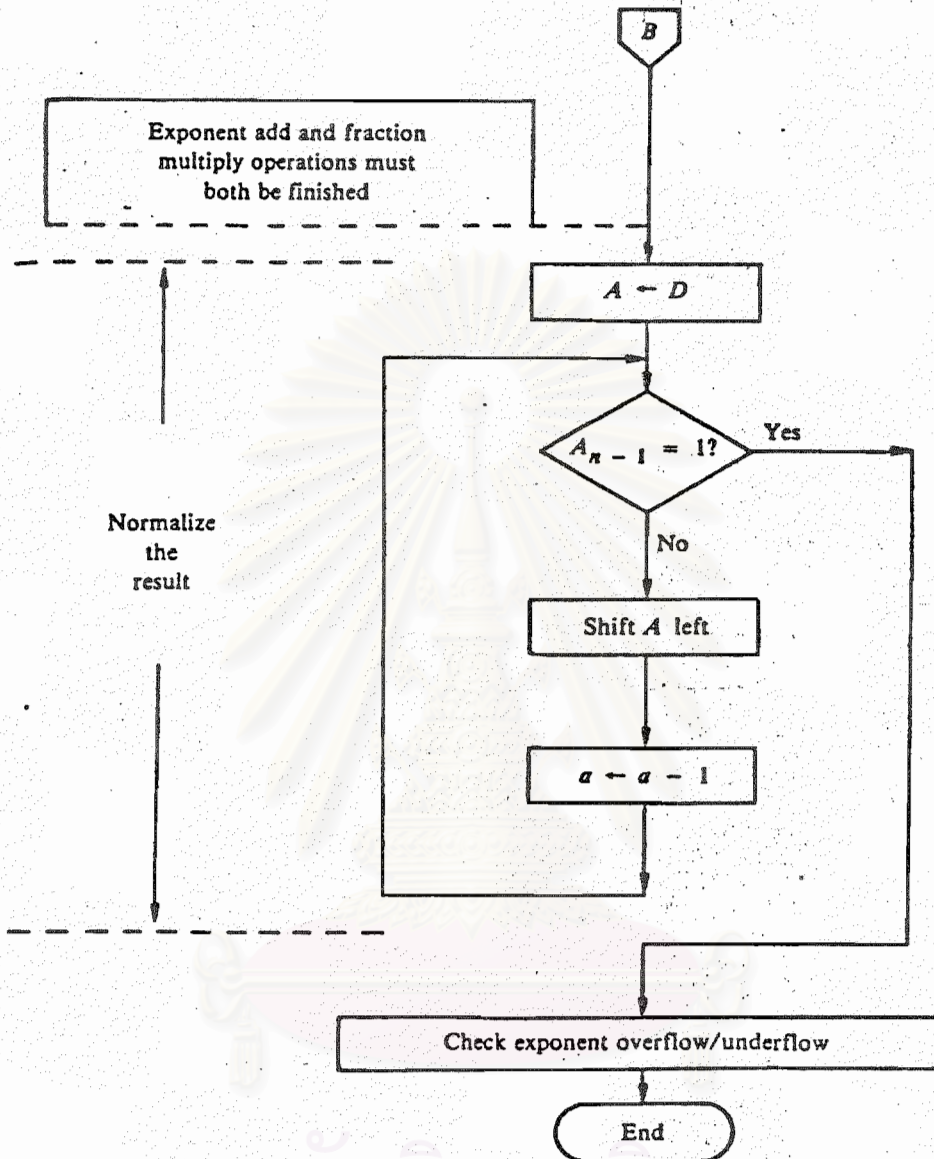 B
Exponent add and fraction
multiply operations must
both be finished
A ← D
A_{n - 1} = 1?
Yes
Normalize
the
result
No
Shift A left
a ← a - 1
Check exponent overflow/underflow
End